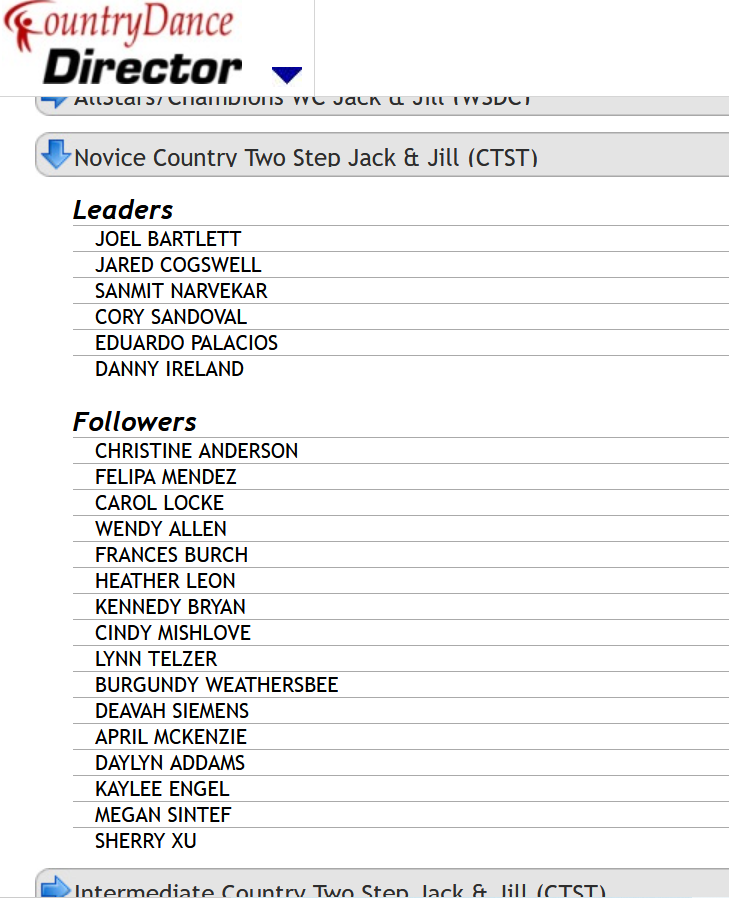 CountryDance
Director
AllStars/Champions WC Jack & Jill (WSDC)
Novice Country Two Step Jack & Jill (CTST)
Leaders
JOEL BARTLETT
JARED COGSWELL
SANMIT NARVEKAR
CORY SANDOVAL
EDUARDO PALACIOS
DANNY IRELAND
Followers
CHRISTINE ANDERSON
FELIPA MENDEZ
CAROL LOCKE
WENDY ALLEN
FRANCES BURCH
HEATHER LEON
KENNEDY BRYAN
CINDY MISHLOVE
LYNN TELZER
BURGUNDY WEATHERSBEE
DEAVAH SIEMENS
APRIL MCKENZIE
DAYLYN ADDAMS
KAYLEE ENGEL
MEGAN SINTEF
SHERRY XU
Intermediate Country Two Step Jack & Jill (CTST)